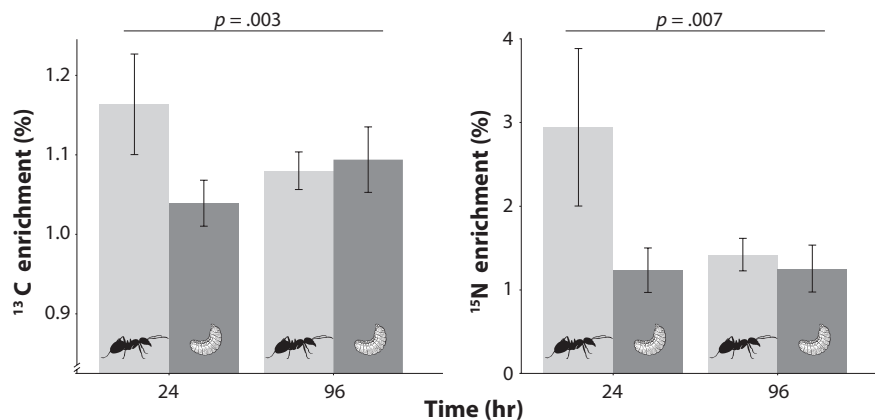 p = .003
1.2
1.1
1.0
0.9
¹³C enrichment (%)
24
96
p = .007
4
3
2
1
0
¹⁵N enrichment (%)
24
96
Time (hr)